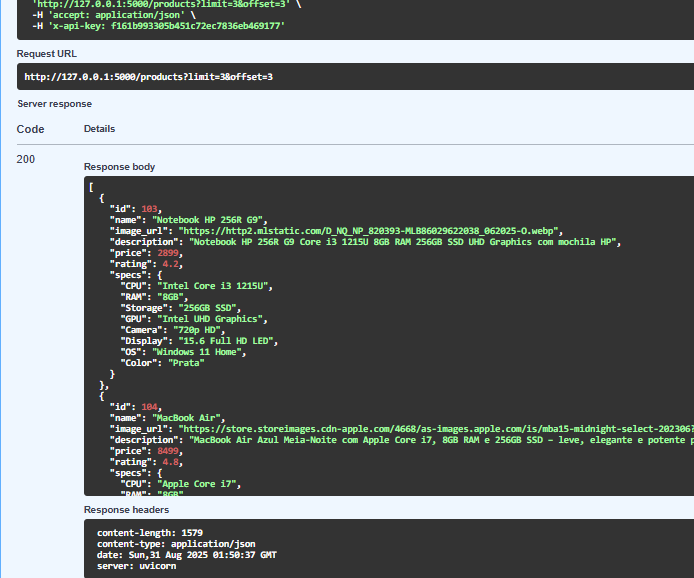 'http://127.0.0.1:5000/products?limit=3&offset=3' \
-H 'accept: application/json' \
-H 'x-api-key: f161b993305b451c72ec7836eb469177'
Request URL
http://127.0.0.1:5000/products?limit=3&offset=3
Server response
Code Details
200
Response body
[
{
"id": 103,
"name": "Notebook HP 256R G9",
"image_url": "https://http2.mlstatic.com/D_NQ_NP_820393-MLB86029622038_062025-O.webp",
"description": "Notebook HP 256R G9 Core i3 1215U 8GB RAM 256GB SSD UHD Graphics com mochila HP",
"price": 2899,
"rating": 4.2,
"specs": {
"CPU": "Intel Core i3 1215U",
"RAM": "8GB",
"Storage": "256GB SSD",
"GPU": "Intel UHD Graphics",
"Camera": "720p HD",
"Display": "15.6 Full HD LED",
"OS": "Windows 11 Home",
"Color": "Prata"
}
},
{
"id": 104,
"name": "MacBook Air",
"image_url": "https://store.storeimages.cdn-apple.com/4668/as-images.apple.com/is/mba15-midnight-select-202306?
"description": "MacBook Air Azul Meia-Noite com Apple Core i7, 8GB RAM e 256GB SSD – leve, elegante e potente p
"price": 8499,
"rating": 4.8,
"specs": {
"CPU": "Apple Core i7",
"RAM": "8GB"
Response headers
content-length: 1579
content-type: application/json
date: Sun,31 Aug 2025 01:50:37 GMT
server: uvicorn